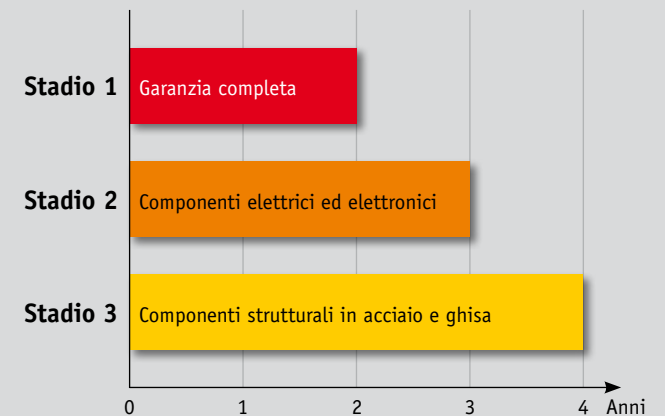 Stadio 1
Garanzia completa
Stadio 2
Componenti elettrici ed elettronici
Stadio 3
Componenti strutturali in acciaio e ghisa
0 1 2 3 4 Anni